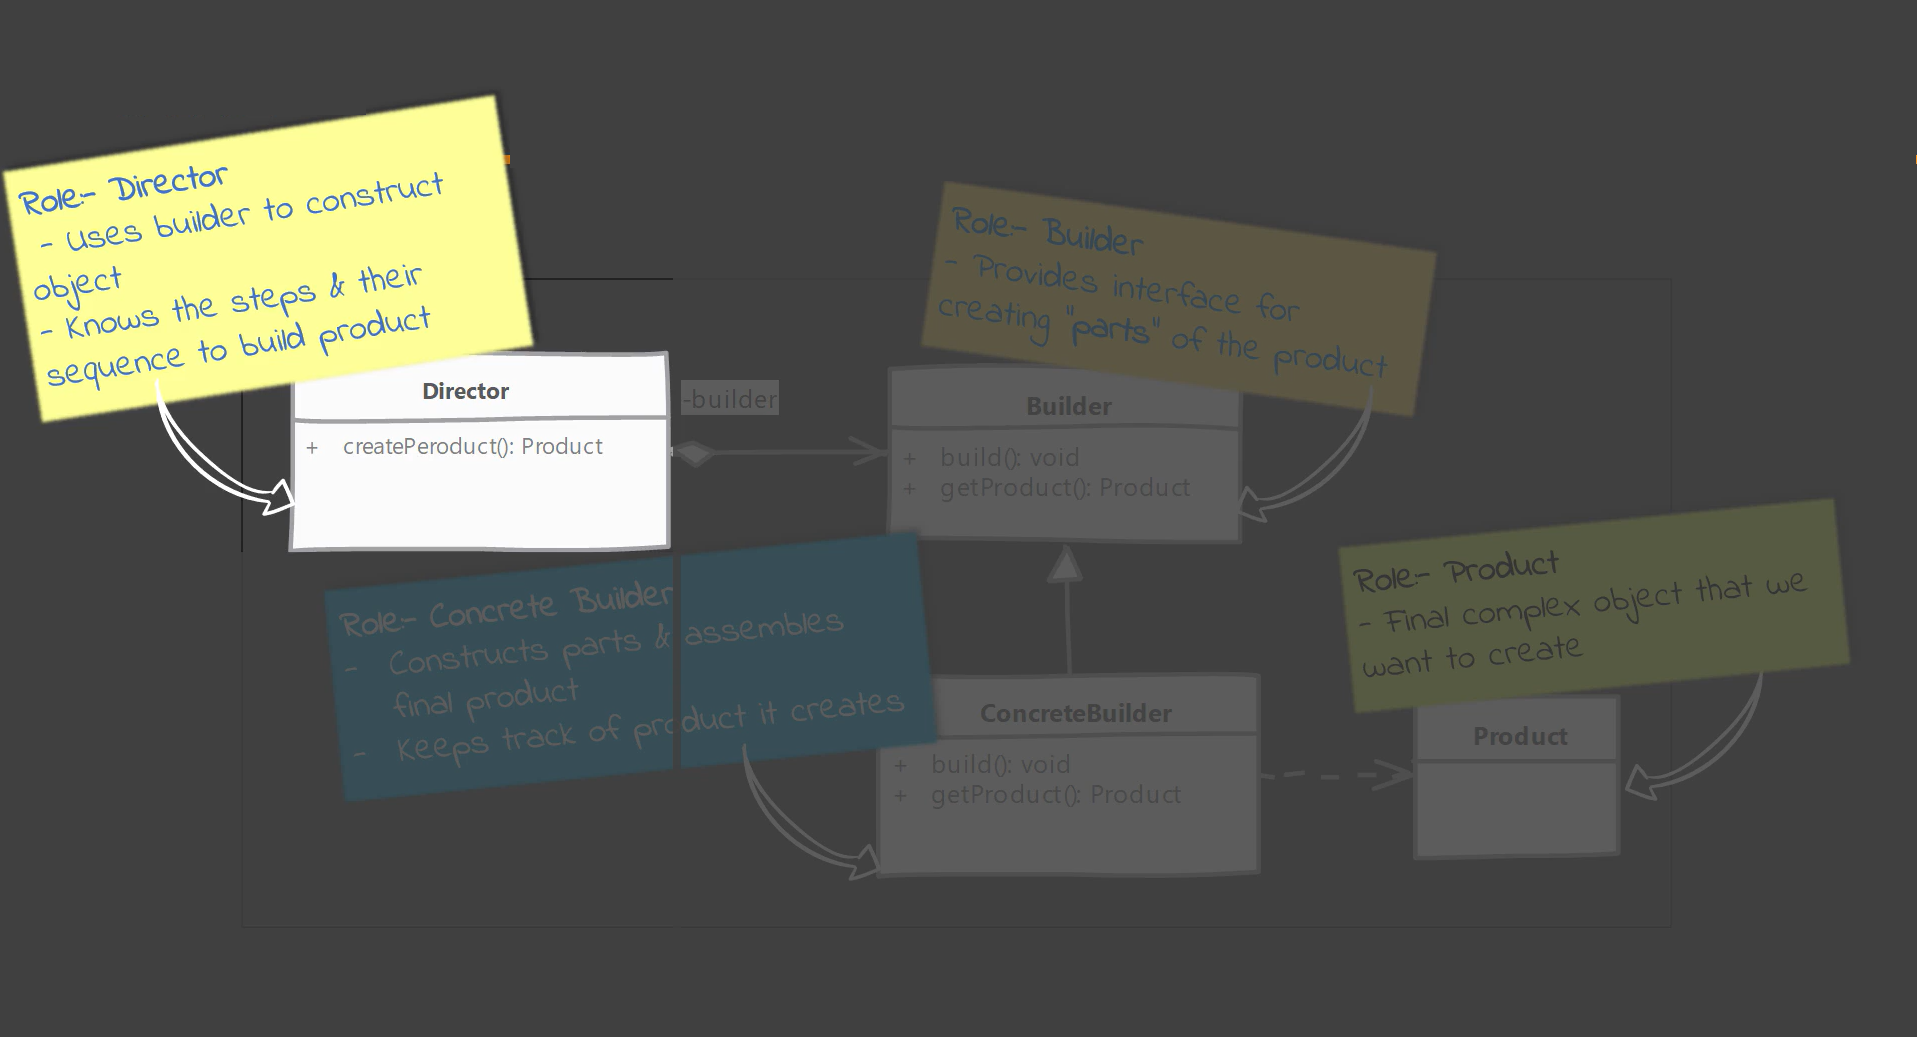 Role:- Director
- Uses builder to construct
object
- Knows the steps & their
sequence to build product
Director
+ createPeroduct(): Product
-builder
Role:- Builder
- Provides interface for
creating "parts" of the product
Builder
+ build(): void
+ getProduct(): Product
Role:- Concrete Builder
- Constructs parts & assembles
final product
- Keeps track of product it creates
ConcreteBuilder
+ build(): void
+ getProduct(): Product
Role:- Product
- Final complex object that we
want to create
Product